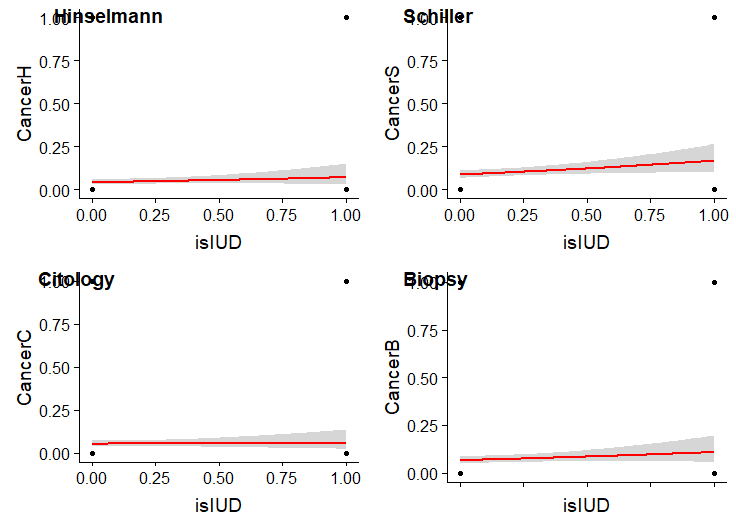 Hinselmann
1.00
0.75
0.50
0.25
0.00
CancerH
0.00 0.25 0.50 0.75 1.00
isIUD
Schiller
1.00
0.75
0.50
0.25
0.00
CancerS
0.00 0.25 0.50 0.75 1.00
isIUD
Citology
1.00
0.75
0.50
0.25
0.00
CancerC
0.00 0.25 0.50 0.75 1.00
isIUD
Biopsy
1.00
0.75
0.50
0.25
0.00
CancerB
isIUD